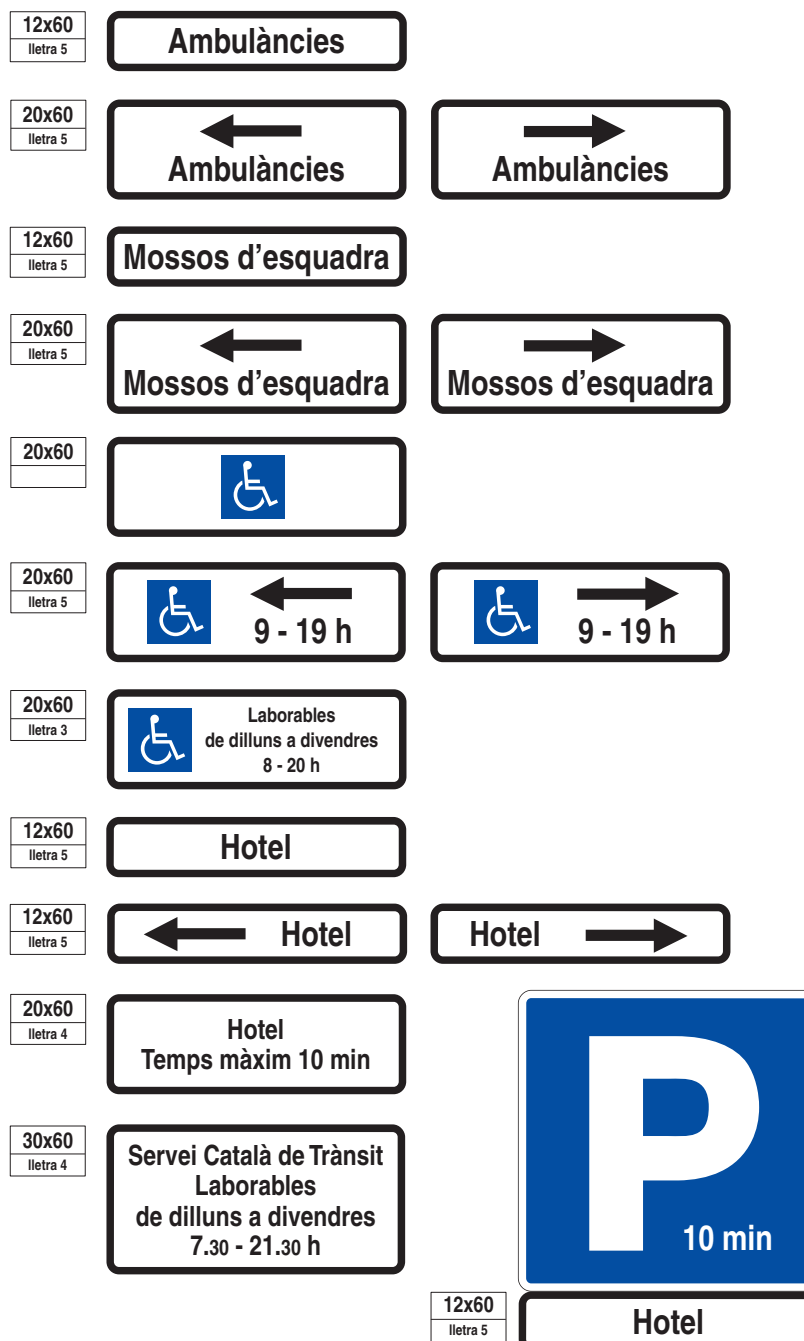 12x60
lletra 5
Ambulàncies
20x60
lletra 5
Ambulàncies
Ambulàncies
12x60
lletra 5
Mossos d'esquadra
20x60
lletra 5
Mossos d'esquadra
Mossos d'esquadra
20x60
20x60
lletra 5
9 - 19 h
9 - 19 h
20x60
lletra 3
Laborables
de dilluns a divendres
8 - 20 h
12x60
lletra 5
Hotel
12x60
lletra 5
Hotel
Hotel
20x60
lletra 4
Hotel
Temps màxim 10 min
30x60
lletra 4
Servei Català de Trànsit
Laborables
de dilluns a divendres
7.30 - 21.30 h
P
10 min
12x60
lletra 5
Hotel